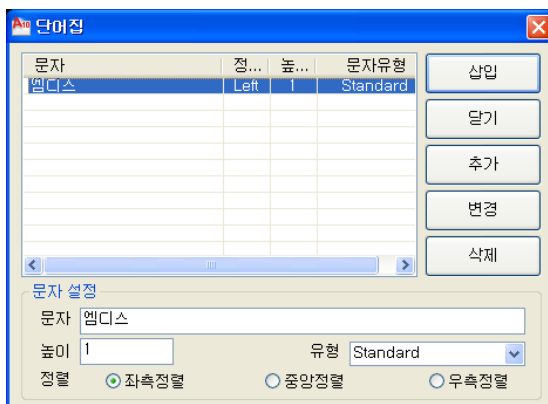 A10 단어집
문자 정... 높... 문자유형
엠디스 Left 1 Standard
삽입
닫기
추가
변경
삭제
문자 설정
문자 엠디스
높이 1 유형 Standard
정렬 좌측정렬 중앙정렬 우측정렬